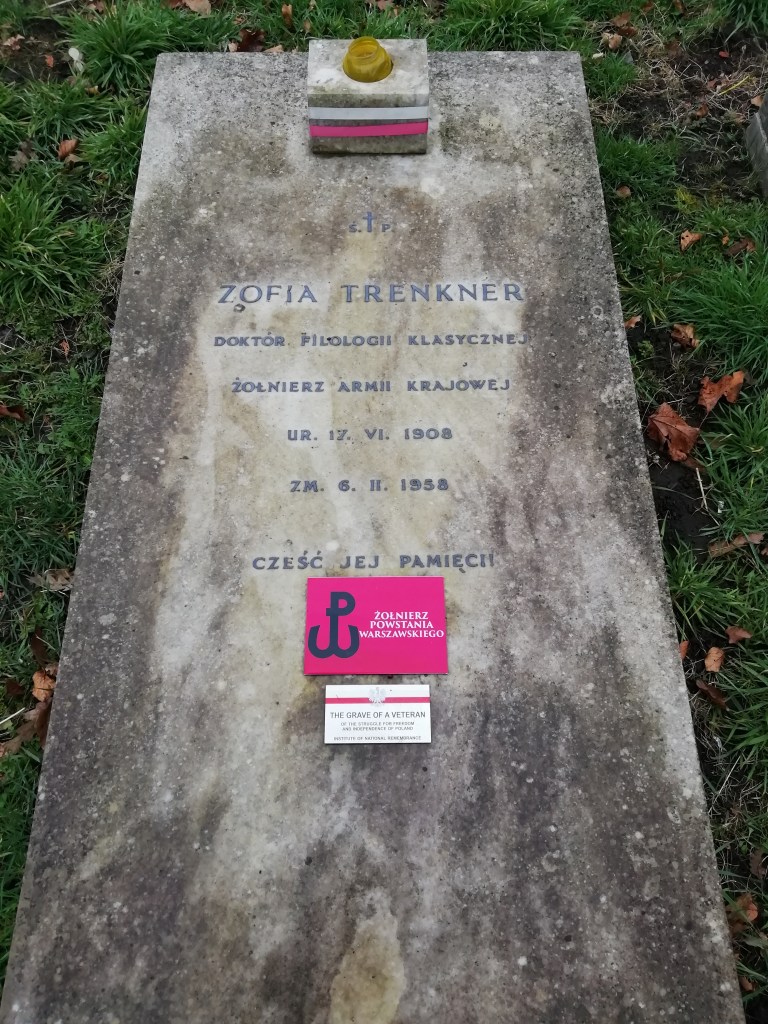 Ś. P.
ZOFIA TRENKNER
DOKTÓR FILOLOGII KLASYCZNEJ
ŻOŁNIERZ ARMII KRAJOWEJ
UR. 17. VI. 1908
ZM. 6. II. 1958
CZEŚĆ JEJ PAMIĘCI!
ŻOŁNIERZ
POWSTANIA
WARSZAWSKIEGO
THE GRAVE OF A VETERAN
OF THE STRUGGLE FOR FREEDOM
AND INDEPENDENCE OF POLAND
INSTITUTE OF NATIONAL REMEMBRANCE